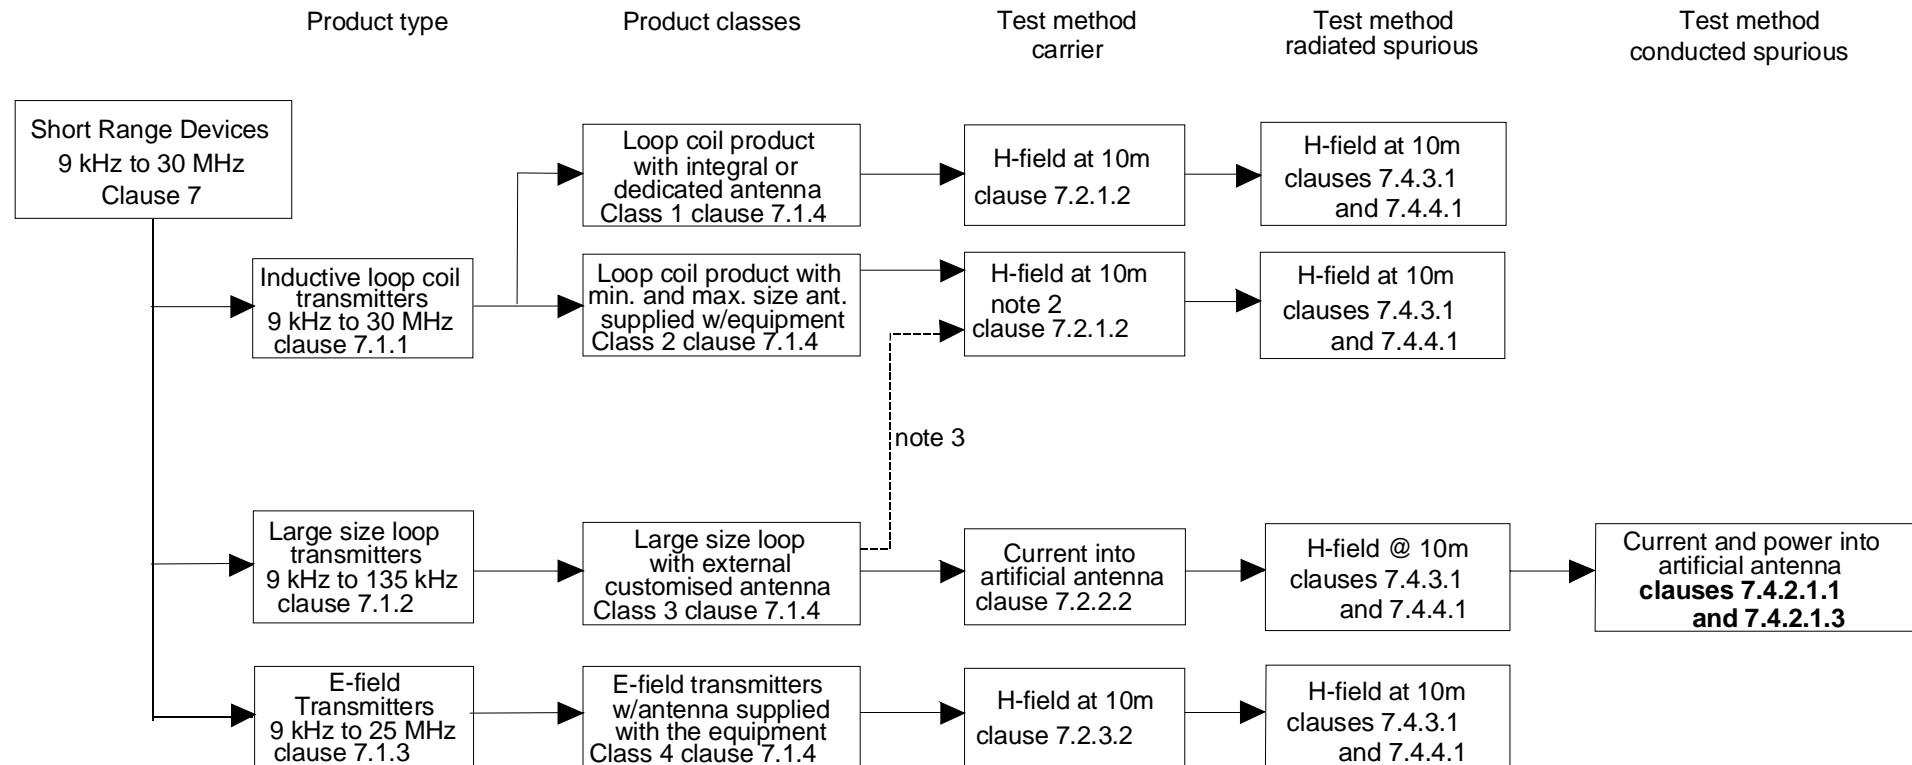 Product type
Product classes
Test method
carrier
Test method
radiated spurious
Test method
conducted spurious
Short Range Devices
9 kHz to 30 MHz
Clause 7
Loop coil product
with integral or
dedicated antenna
Class 1 clause 7.1.4
H-field at 10m
clause 7.2.1.2
H-field at 10m
clauses 7.4.3.1
and 7.4.4.1
Inductive loop coil
transmitters
9 kHz to 30 MHz
clause 7.1.1
Loop coil product with
min. and max. size ant.
supplied w/equipment
Class 2 clause 7.1.4
H-field at 10m
note 2
clause 7.2.1.2
H-field at 10m
clauses 7.4.3.1
and 7.4.4.1
note 3
Large size loop
transmitters
9 kHz to 135 kHz
clause 7.1.2
Large size loop
with external
customised antenna
Class 3 clause 7.1.4
Current into
artificial antenna
clause 7.2.2.2
H-field @ 10m
clauses 7.4.3.1
and 7.4.4.1
Current and power into
artificial antenna
clauses 7.4.2.1.1
and 7.4.2.1.3
E-field
Transmitters
9 kHz to 25 MHz
clause 7.1.3
E-field transmitters
w/antenna supplied
with the equipment
Class 4 clause 7.1.4
H-field at 10m
clause 7.2.3.2
H-field at 10m
clauses 7.4.3.1
and 7.4.4.1